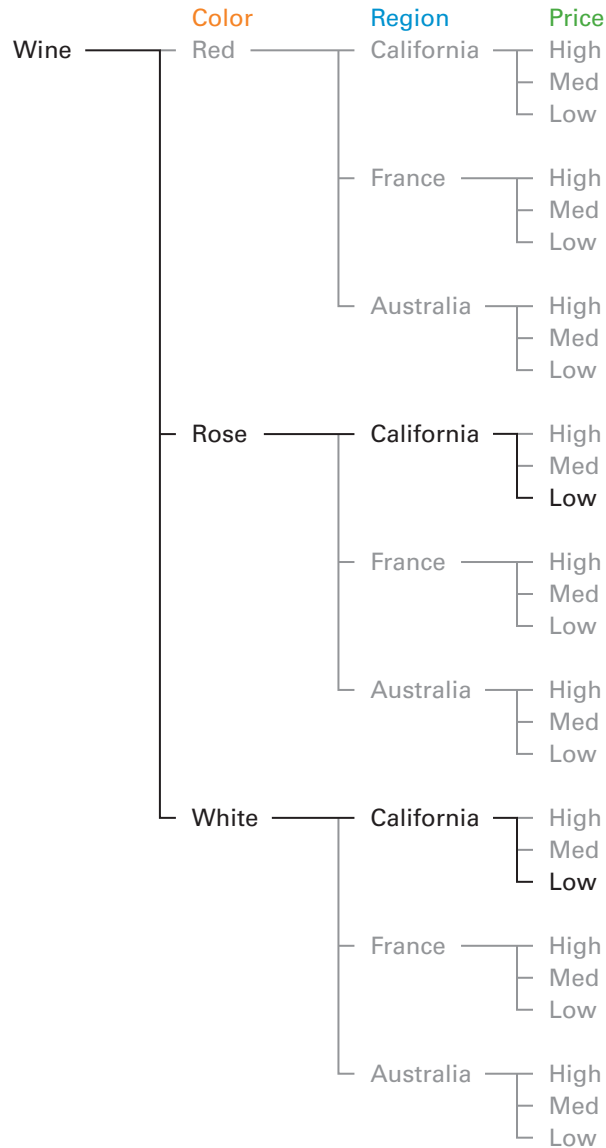 Color Region Price
Wine Red California High
Med
Low
France High
Med
Low
Australia High
Med
Low
Rose California High
Med
Low
France High
Med
Low
Australia High
Med
Low
White California High
Med
Low
France High
Med
Low
Australia High
Med
Low